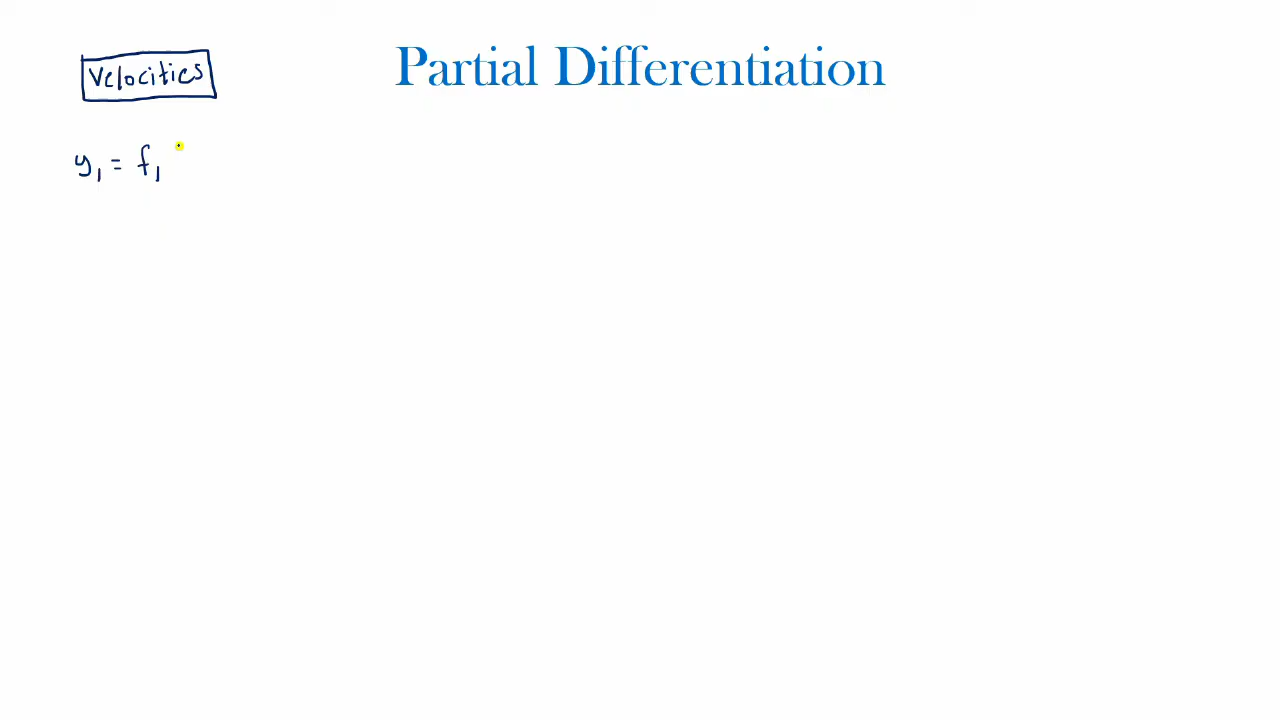 Partial Differentiation
Velocities
y₁ = f₁